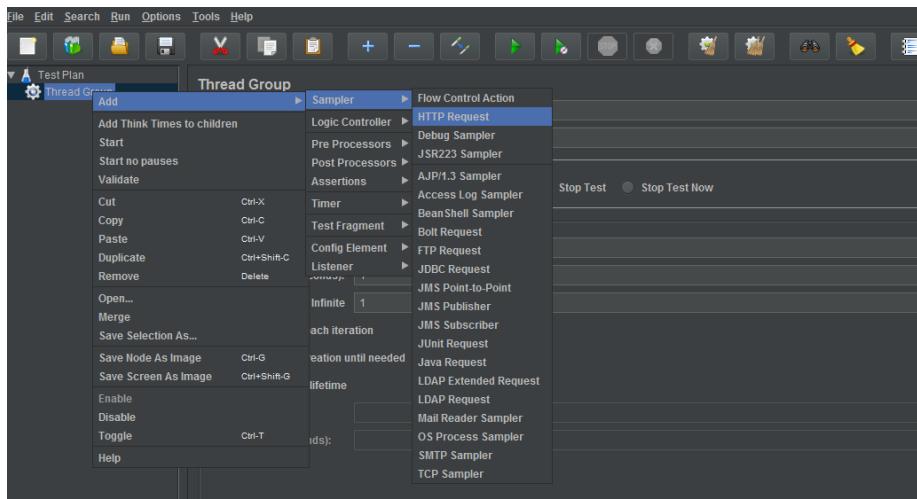 File Edit Search Run Options Tools Help
STOP
Test Plan
Thread Group
Thread Group
Add
Add Think Times to children
Start
Start no pauses
Validate
Cut Ctrl-X
Copy Ctrl-C
Paste Ctrl-V
Duplicate Ctrl+Shift-C
Remove Delete
Open...
Merge
Save Selection As...
Save Node As Image Ctrl-G
Save Screen As Image Ctrl+Shift-G
Enable
Disable
Toggle Ctrl-T
Help
Sampler
Logic Controller
Pre Processors
Post Processors
Assertions
Timer
Test Fragment
Config Element
Listener
Flow Control Action
HTTP Request
Debug Sampler
JSR223 Sampler
AJP/1.3 Sampler
Access Log Sampler
BeanShell Sampler
Bolt Request
FTP Request
JDBC Request
JMS Point-to-Point
JMS Publisher
JMS Subscriber
JUnit Request
Java Request
LDAP Extended Request
LDAP Request
Mail Reader Sampler
OS Process Sampler
SMTP Sampler
TCP Sampler
Stop Test Stop Test Now
Infinite 1
ach iteration
eation until needed
lifetime
nds):